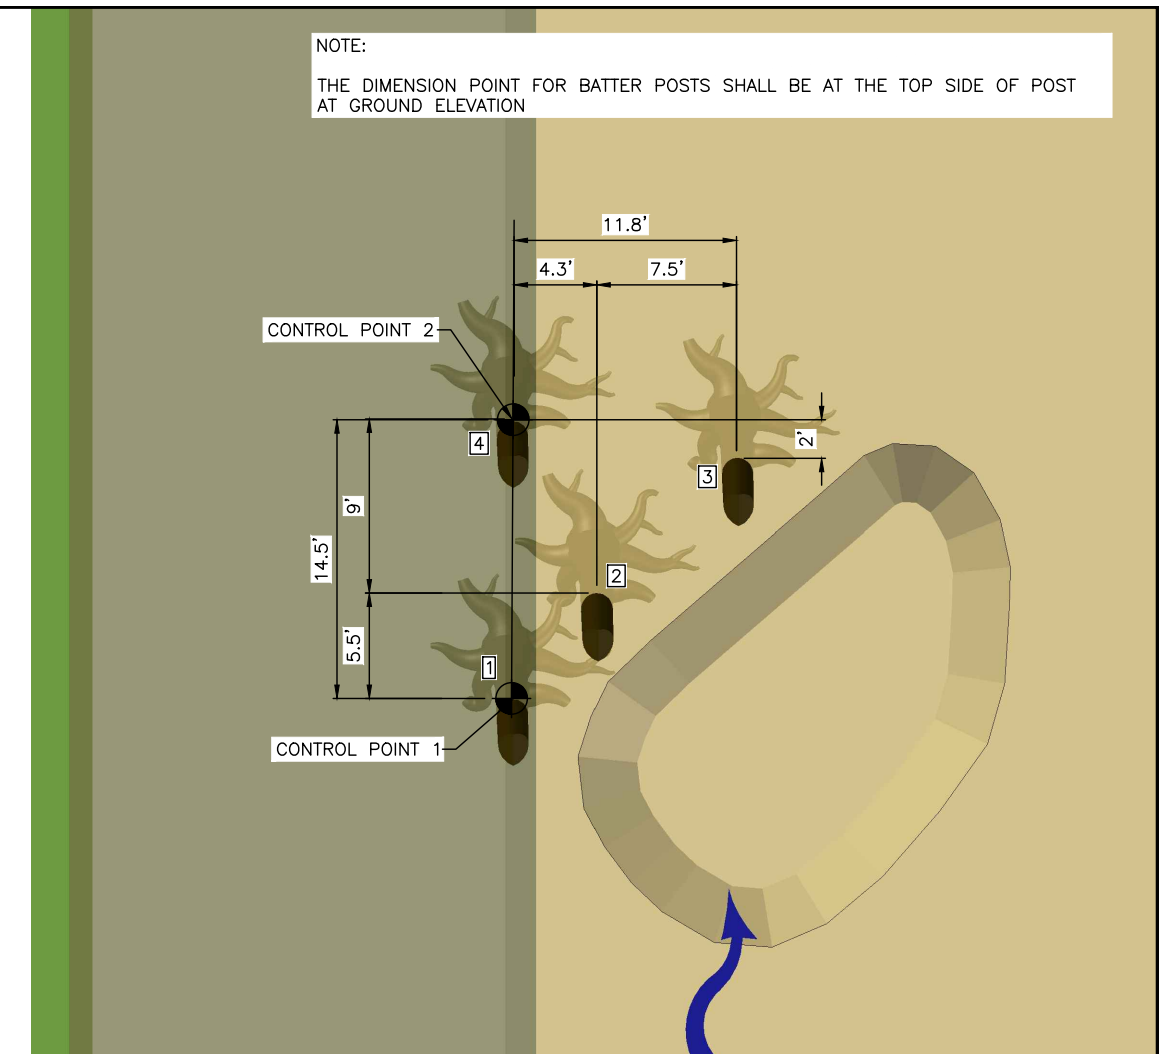 NOTE:
THE DIMENSION POINT FOR BATTER POSTS SHALL BE AT THE TOP SIDE OF POST
AT GROUND ELEVATION
11.8'
4.3'
7.5'
CONTROL POINT 2
4
2'
3
9'
14.5'
2
5.5'
1
CONTROL POINT 1